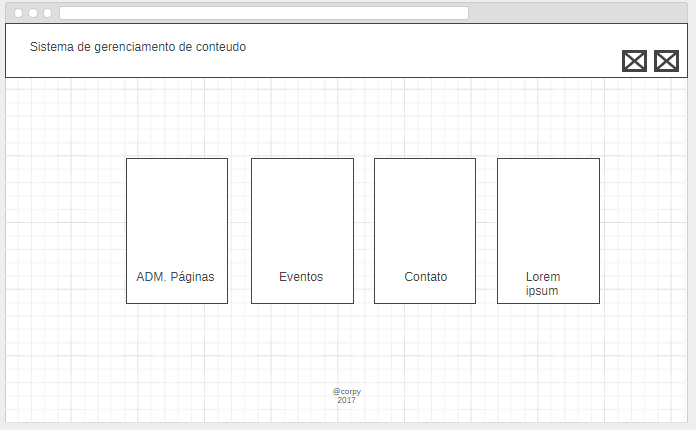 Sistema de gerenciamento de conteudo
ADM. Páginas
Eventos
Contato
Lorem
ipsum
@corpy
2017